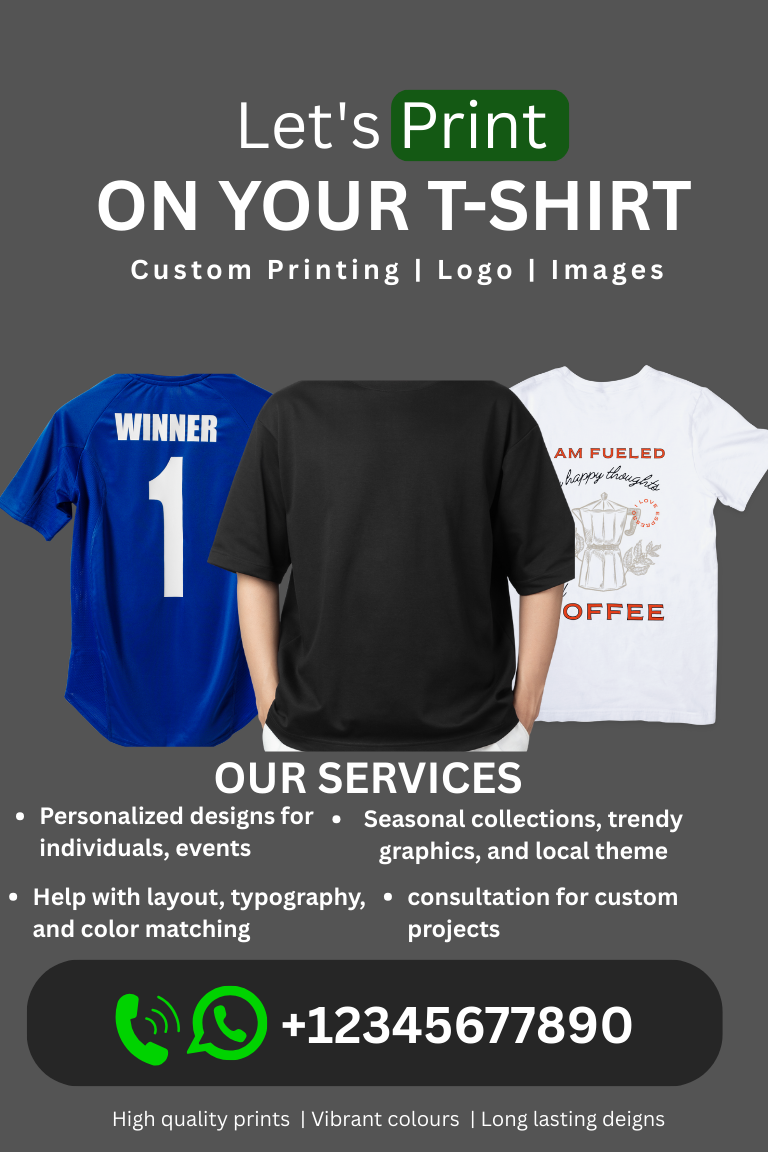 Let's Print
ON YOUR T-SHIRT
Custom Printing | Logo | Images
WINNER
1
AM FUELED
happy thoughts
I LOVE ESPRESSO
OFFEE
OUR SERVICES
• Personalized designs for
individuals, events
• Seasonal collections, trendy
graphics, and local theme
• Help with layout, typography,
and color matching
• consultation for custom
projects
+12345677890
High quality prints | Vibrant colours | Long lasting deigns